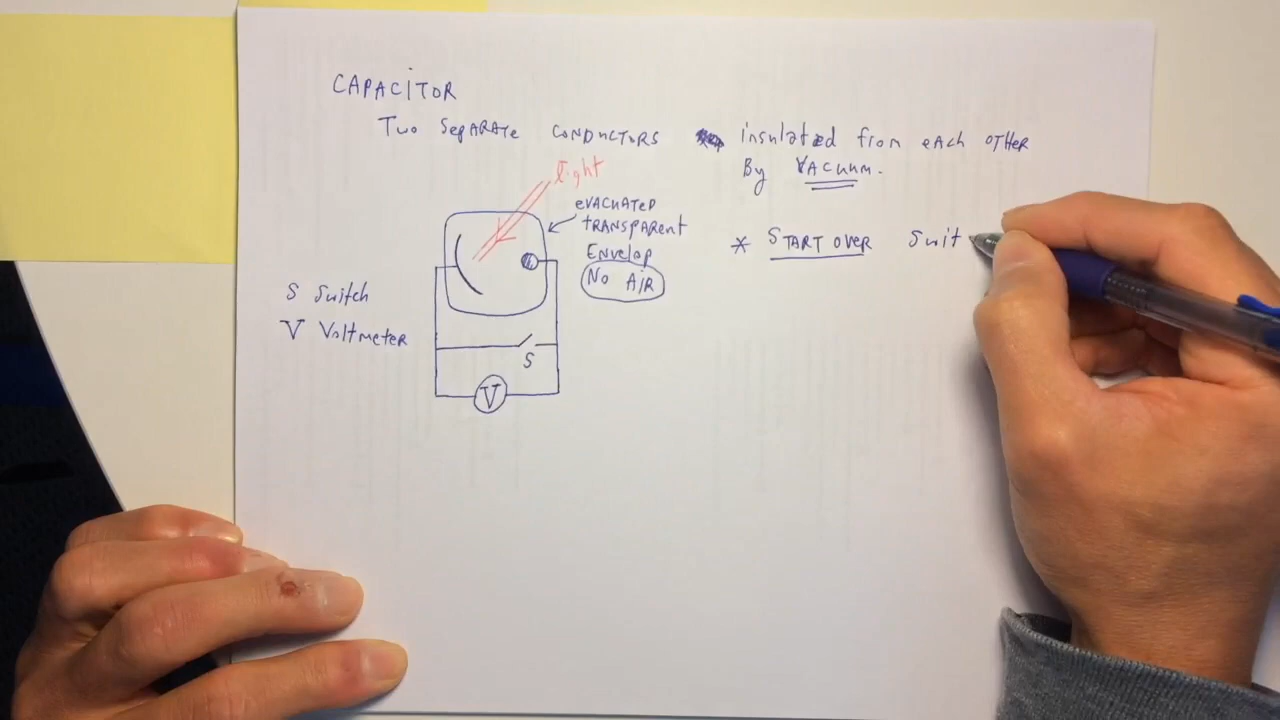 CAPACITOR
Two SepARATe CONDUCTORS insulated from eAch OTHeR
By VACuum.
light
eVACuATeD
TRANSpARent
Envelop
No AiR
* START OVER Swit
S Switch
V Voltmeter
S
V